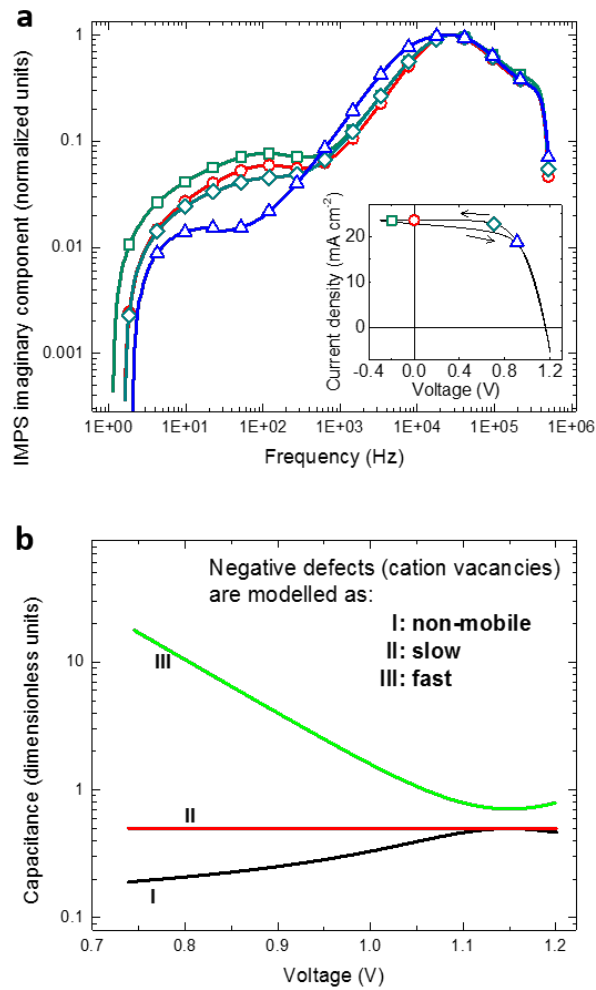 a
IMPS imaginary component (normalized units)
1
0.1
0.01
0.001
1E+00 1E+01 1E+02 1E+03 1E+04 1E+05 1E+06
Frequency (Hz)
Current density (mA cm-2)
20
10
0
-0.4 0.0 0.4 0.8 1.2
Voltage (V)
b
Capacitance (dimensionless units)
10
1
0.1
0.7 0.8 0.9 1.0 1.1 1.2
Voltage (V)
Negative defects (cation vacancies)
are modelled as:
I: non-mobile
II: slow
III: fast
III
II
I